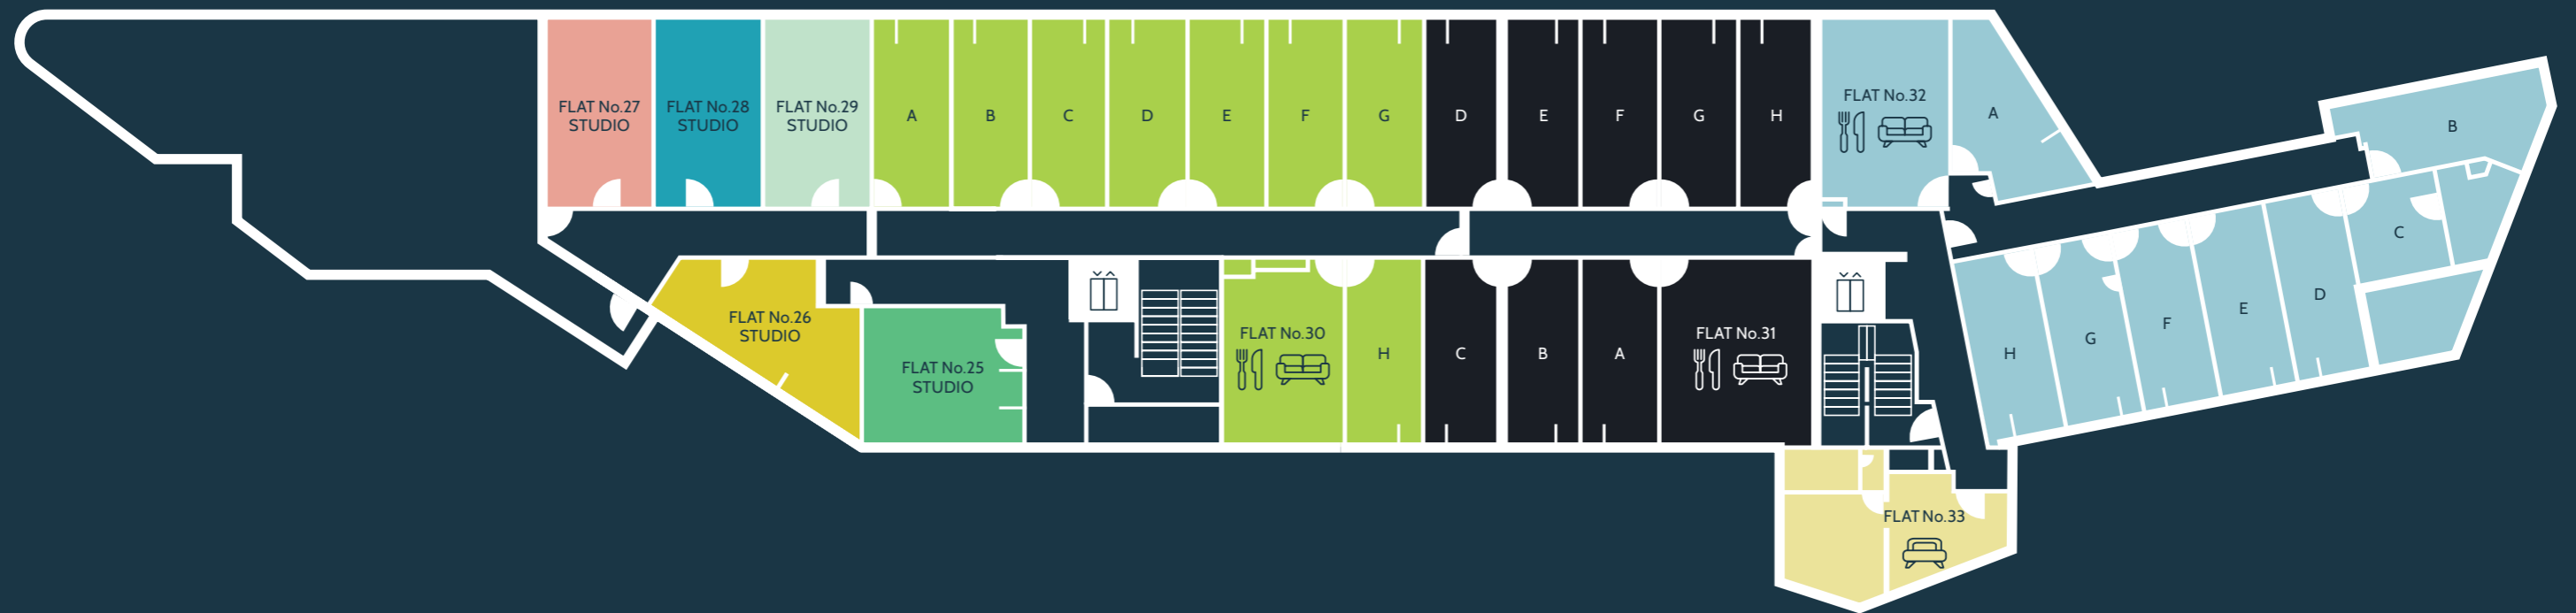 FLAT No.27
STUDIO
FLAT No.28
STUDIO
FLAT No.29
STUDIO
A
B
C
D
E
F
G
D
E
F
G
H
FLAT No.32
A
B
C
D
E
F
G
H
FLAT No.26
STUDIO
FLAT No.25
STUDIO
FLAT No.30
H
C
B
A
FLAT No.31
FLAT No.33